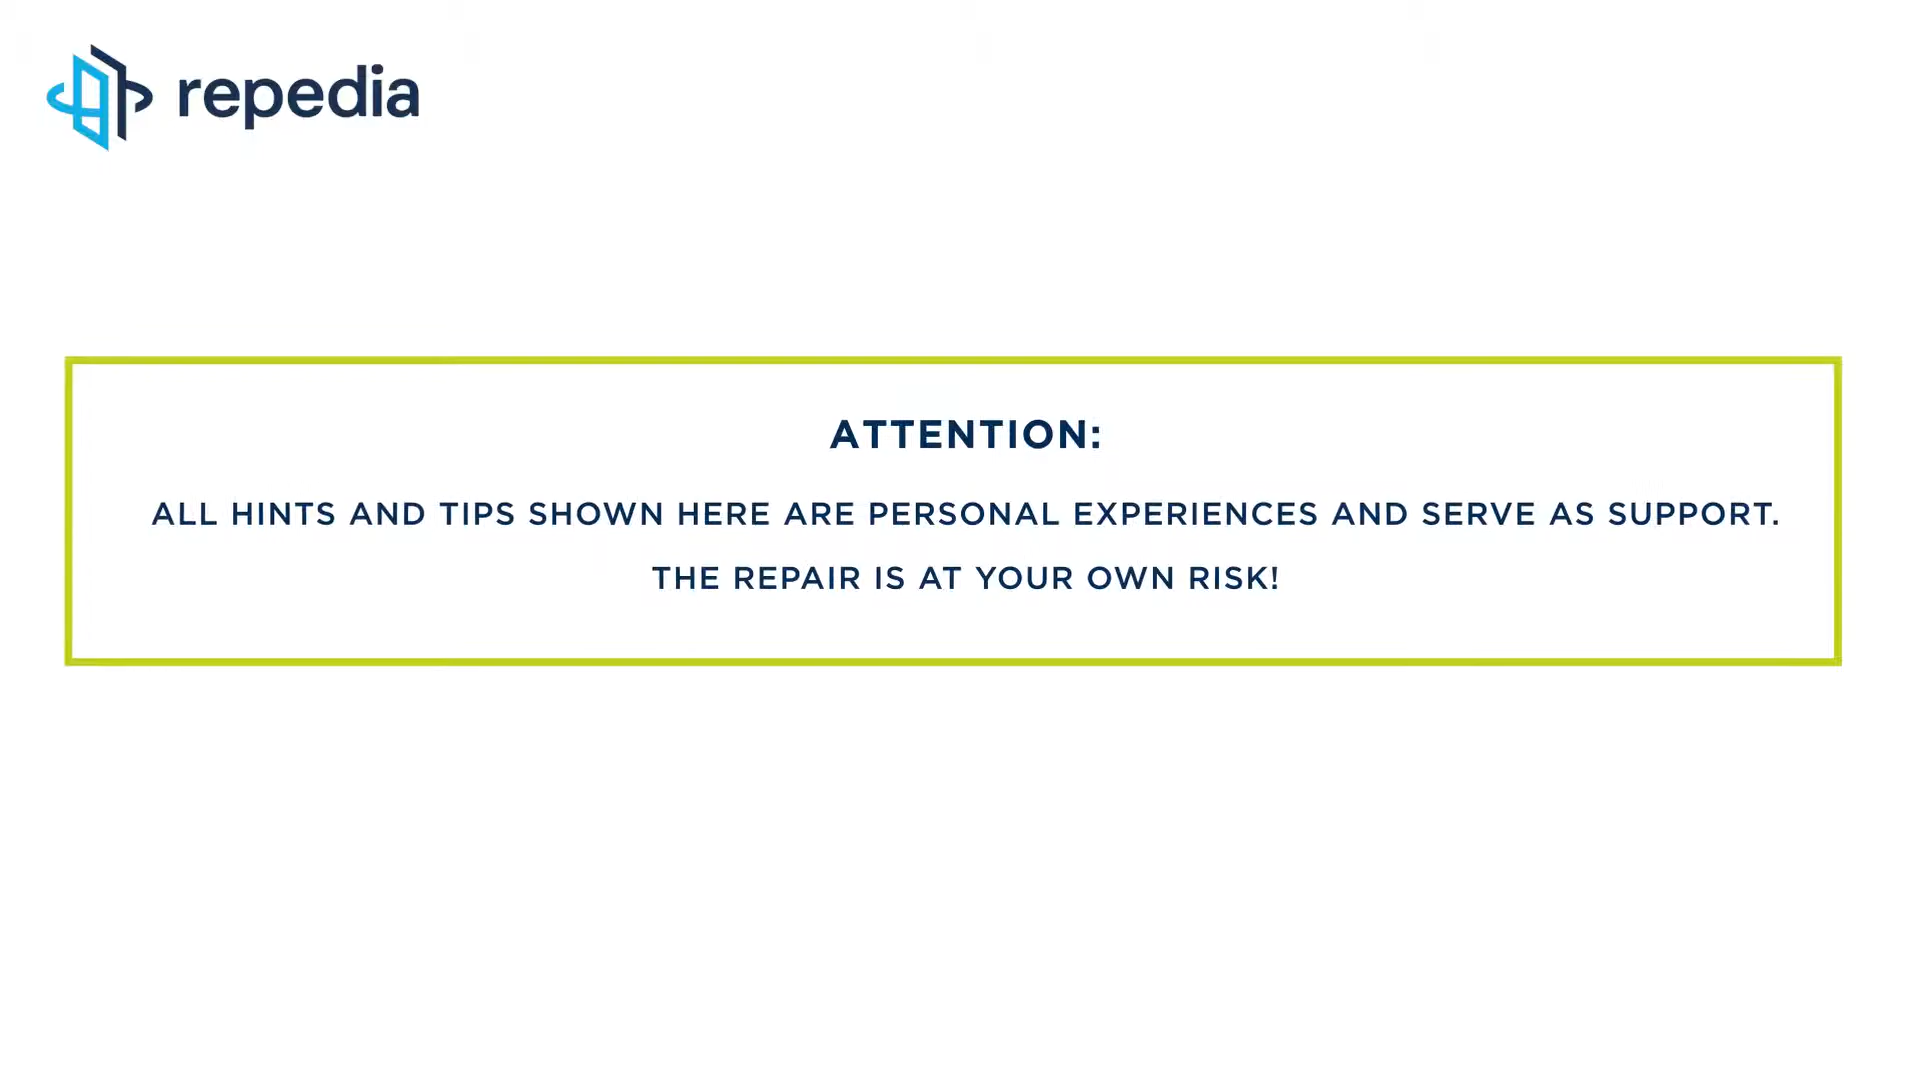 repedia
ATTENTION:
ALL HINTS AND TIPS SHOWN HERE ARE PERSONAL EXPERIENCES AND SERVE AS SUPPORT.
THE REPAIR IS AT YOUR OWN RISK!